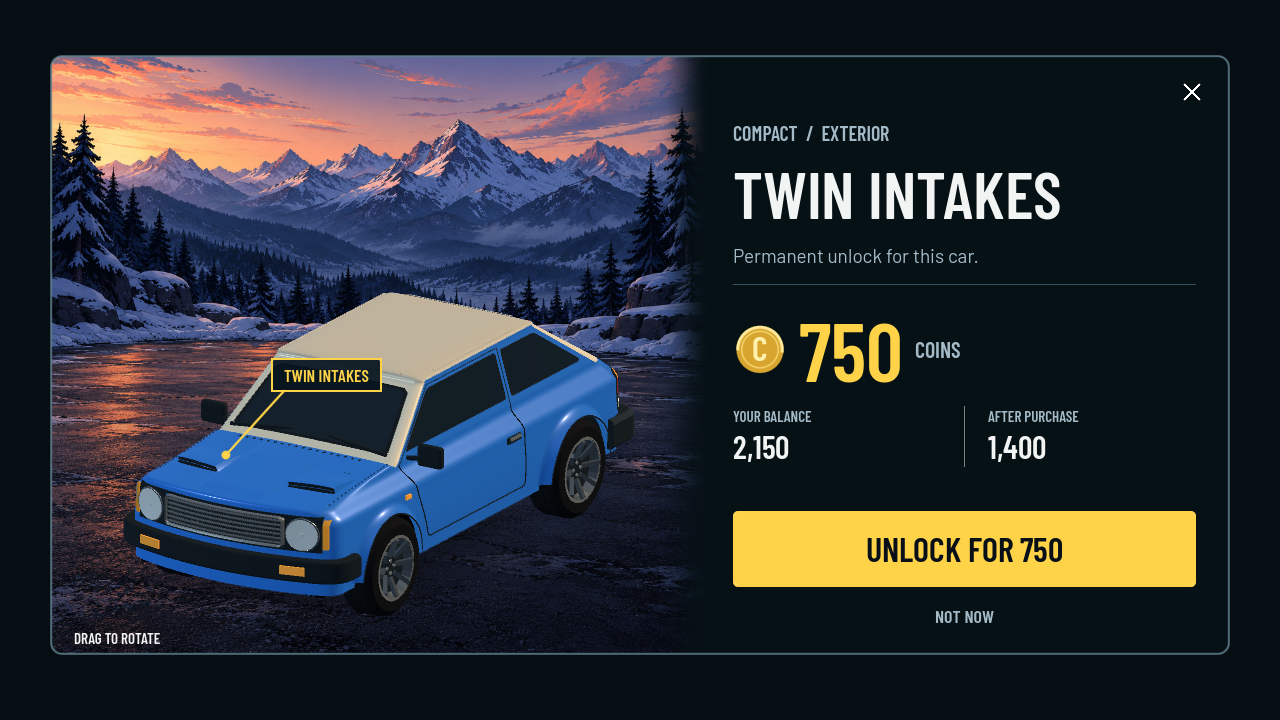 COMPACT / EXTERIOR
TWIN INTAKES
Permanent unlock for this car.
C
750 COINS
YOUR BALANCE
2,150
AFTER PURCHASE
1,400
UNLOCK FOR 750
NOT NOW
TWIN INTAKES
DRAG TO ROTATE